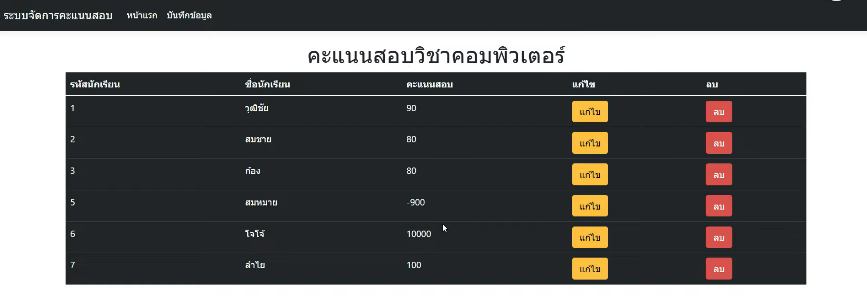 ระบบจัดการคะแนนสอบ หน้าแรก บันทึกข้อมูล
คะแนนสอบวิชาคอมพิวเตอร์
รหัสนักเรียน ชื่อนักเรียน คะแนนสอบ แก้ไข ลบ
1 วุฒิชัย 90 แก้ไข ลบ
2 สมชาย 80 แก้ไข ลบ
3 ก้อง 80 แก้ไข ลบ
5 สมหมาย -900 แก้ไข ลบ
6 โจโจ้ 10000 แก้ไข ลบ
7 ลำไย 100 แก้ไข ลบ